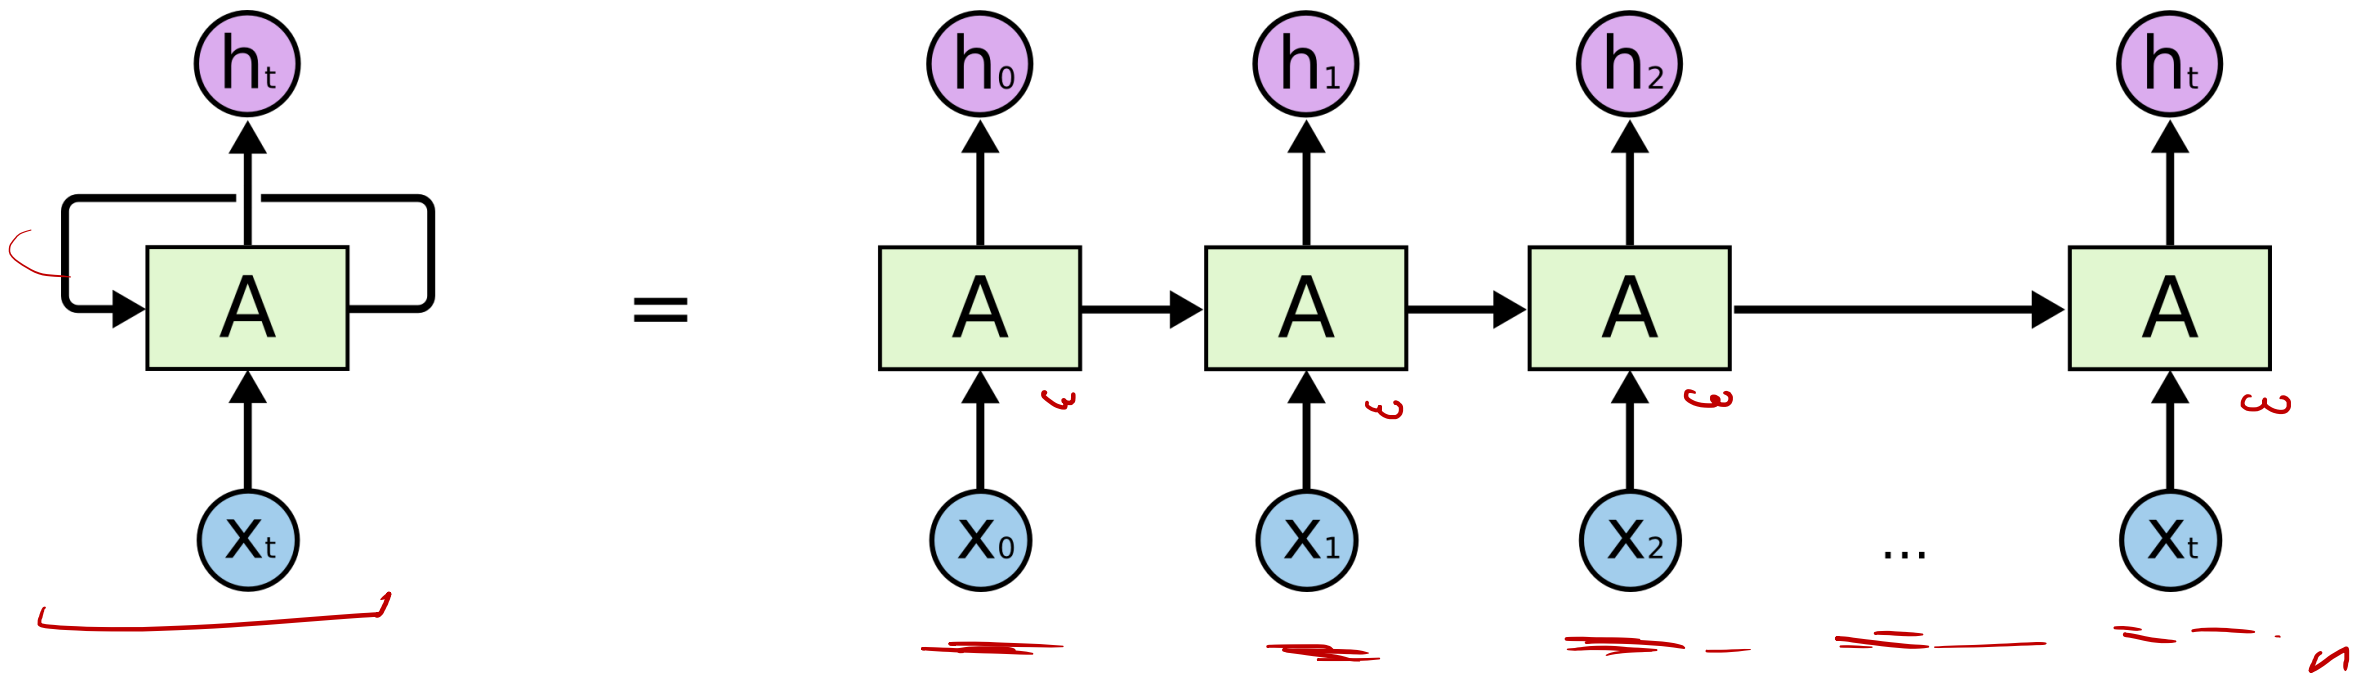 hₜ h₀ h₁ h₂ hₜ
A = A A A A
xₜ x₀ x₁ x₂ ... xₜ